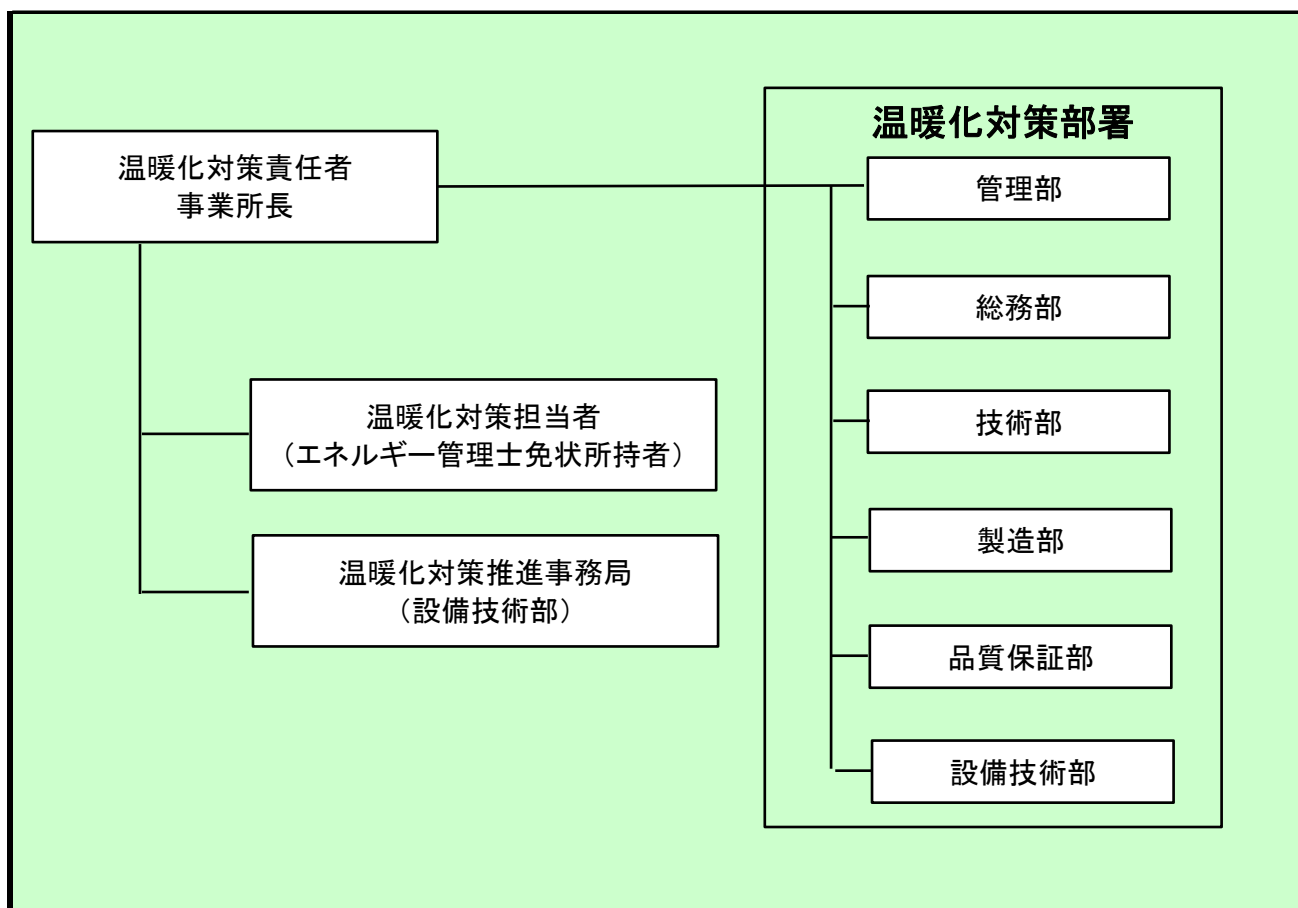 温暖化対策責任者
事業所長
温暖化対策担当者
（エネルギー管理士免状所持者）
温暖化対策推進事務局
（設備技術部）
温暖化対策部署
管理部
総務部
技術部
製造部
品質保証部
設備技術部